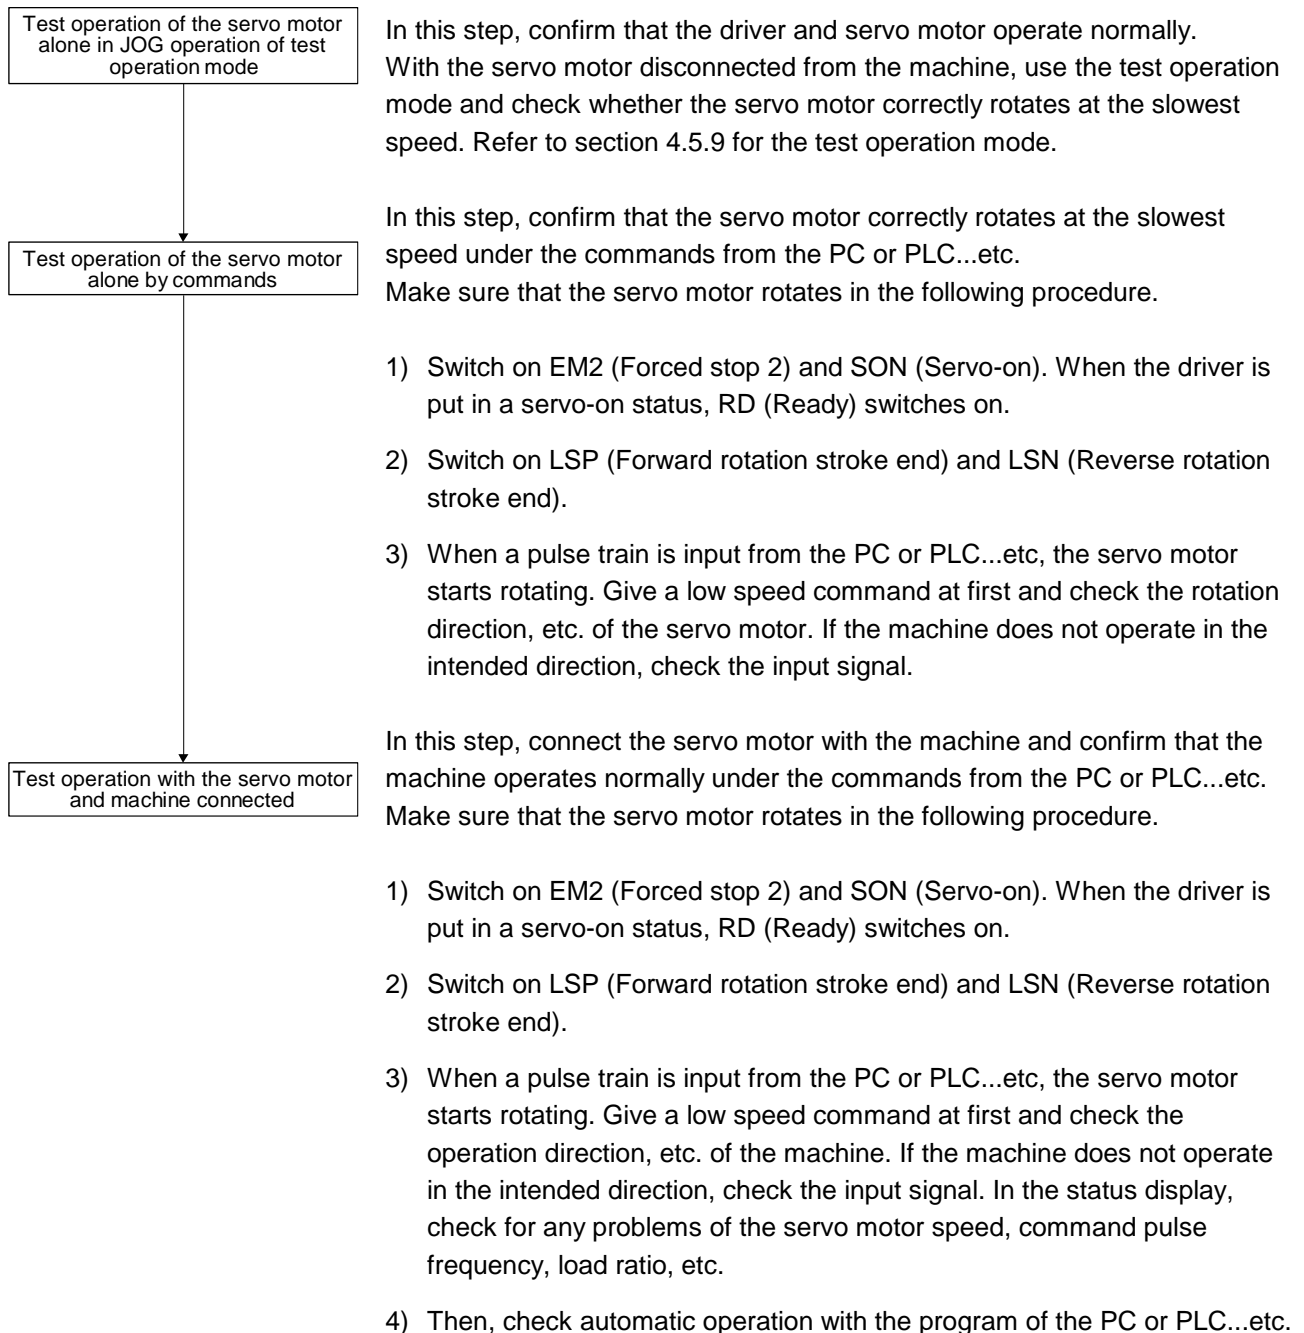 Test operation of the servo motor
alone in JOG operation of test
operation mode
In this step, confirm that the driver and servo motor operate normally.
With the servo motor disconnected from the machine, use the test operation
mode and check whether the servo motor correctly rotates at the slowest
speed. Refer to section 4.5.9 for the test operation mode.
Test operation of the servo motor
alone by commands
In this step, confirm that the servo motor correctly rotates at the slowest
speed under the commands from the PC or PLC...etc.
Make sure that the servo motor rotates in the following procedure.
1) Switch on EM2 (Forced stop 2) and SON (Servo-on). When the driver is
put in a servo-on status, RD (Ready) switches on.
2) Switch on LSP (Forward rotation stroke end) and LSN (Reverse rotation
stroke end).
3) When a pulse train is input from the PC or PLC...etc, the servo motor
starts rotating. Give a low speed command at first and check the rotation
direction, etc. of the servo motor. If the machine does not operate in the
intended direction, check the input signal.
Test operation with the servo motor
and machine connected
In this step, connect the servo motor with the machine and confirm that the
machine operates normally under the commands from the PC or PLC...etc.
Make sure that the servo motor rotates in the following procedure.
1) Switch on EM2 (Forced stop 2) and SON (Servo-on). When the driver is
put in a servo-on status, RD (Ready) switches on.
2) Switch on LSP (Forward rotation stroke end) and LSN (Reverse rotation
stroke end).
3) When a pulse train is input from the PC or PLC...etc, the servo motor
starts rotating. Give a low speed command at first and check the
operation direction, etc. of the machine. If the machine does not operate
in the intended direction, check the input signal. In the status display,
check for any problems of the servo motor speed, command pulse
frequency, load ratio, etc.
4) Then, check automatic operation with the program of the PC or PLC...etc.